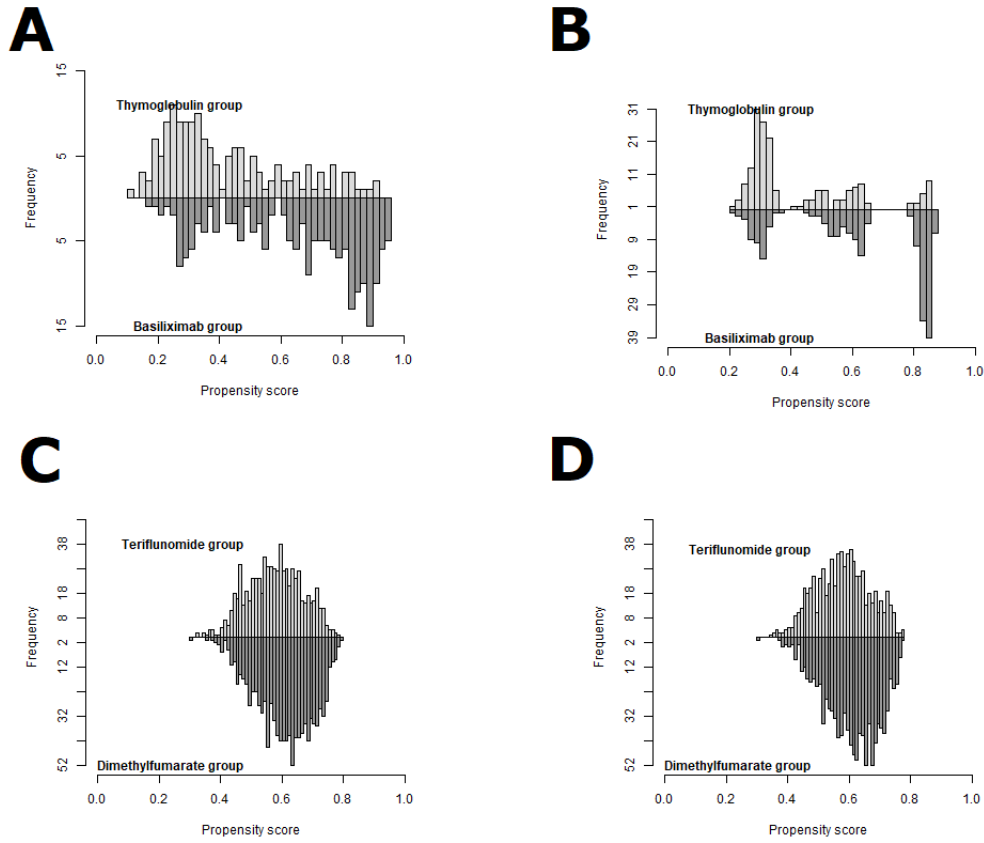 A
B
15
5
5
15
Frequency
Thymoglobulin group
Basiliximab group
0.0 0.2 0.4 0.6 0.8 1.0
Propensity score
31
21
11
1
9
19
29
39
Frequency
Thymoglobulin group
Basiliximab group
0.0 0.2 0.4 0.6 0.8 1.0
Propensity score
C
D
38
18
8
2
12
32
52
Frequency
Teriflunomide group
Dimethylfumarate group
0.0 0.2 0.4 0.6 0.8 1.0
Propensity score
38
18
8
2
12
32
52
Frequency
Teriflunomide group
Dimethylfumarate group
0.0 0.2 0.4 0.6 0.8 1.0
Propensity score